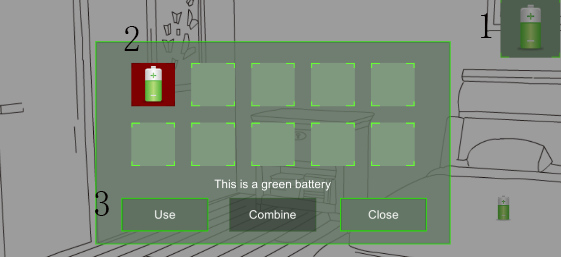 1
2
This is a green battery
3
Use
Combine
Close